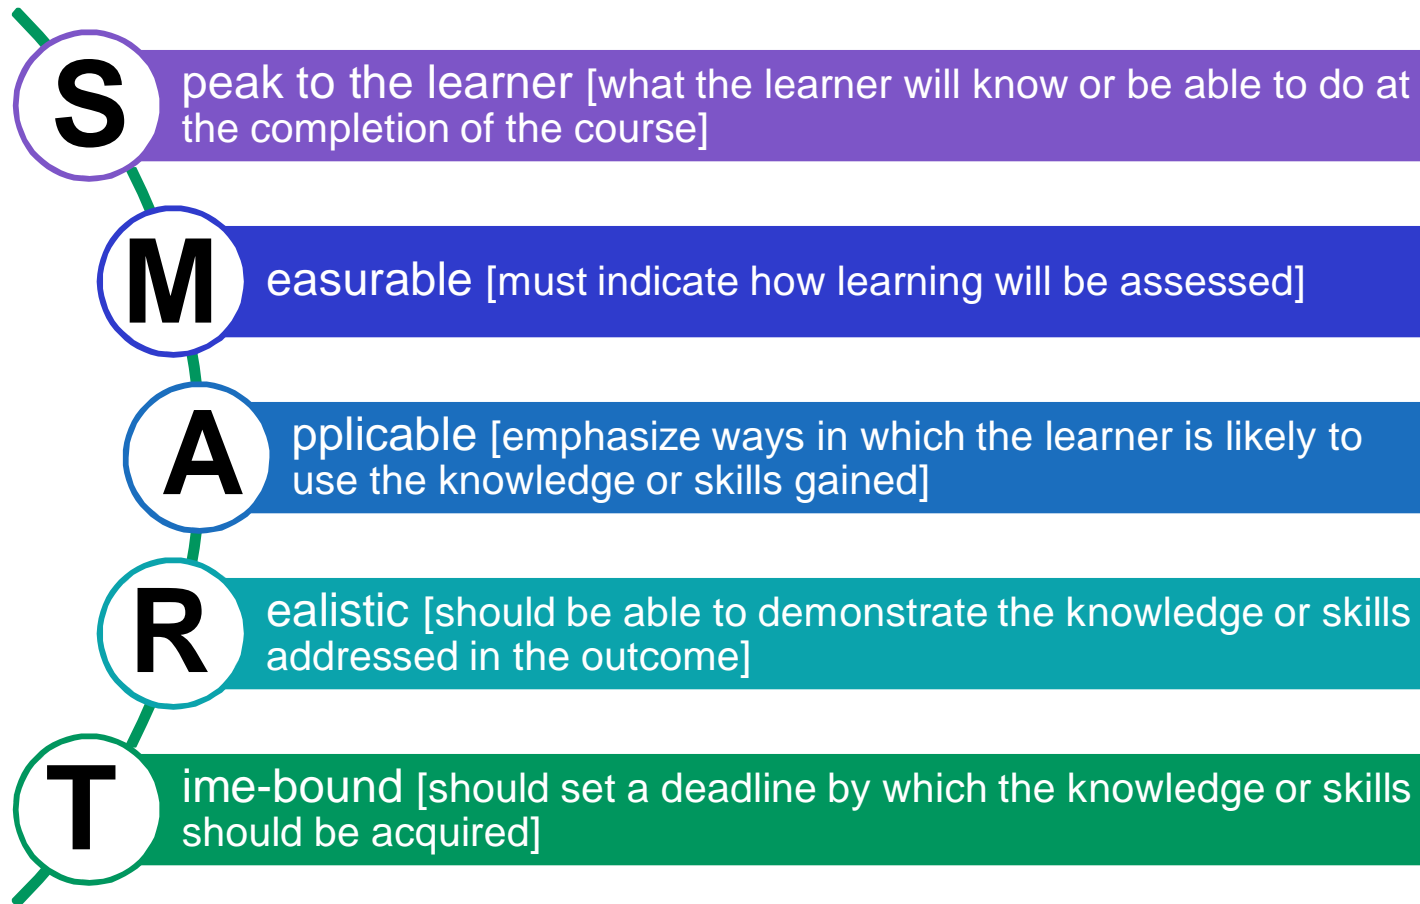 S peak to the learner [what the learner will know or be able to do at
the completion of the course]
M easurable [must indicate how learning will be assessed]
A pplicable [emphasize ways in which the learner is likely to
use the knowledge or skills gained]
R ealistic [should be able to demonstrate the knowledge or skills
addressed in the outcome]
T ime-bound [should set a deadline by which the knowledge or skills
should be acquired]